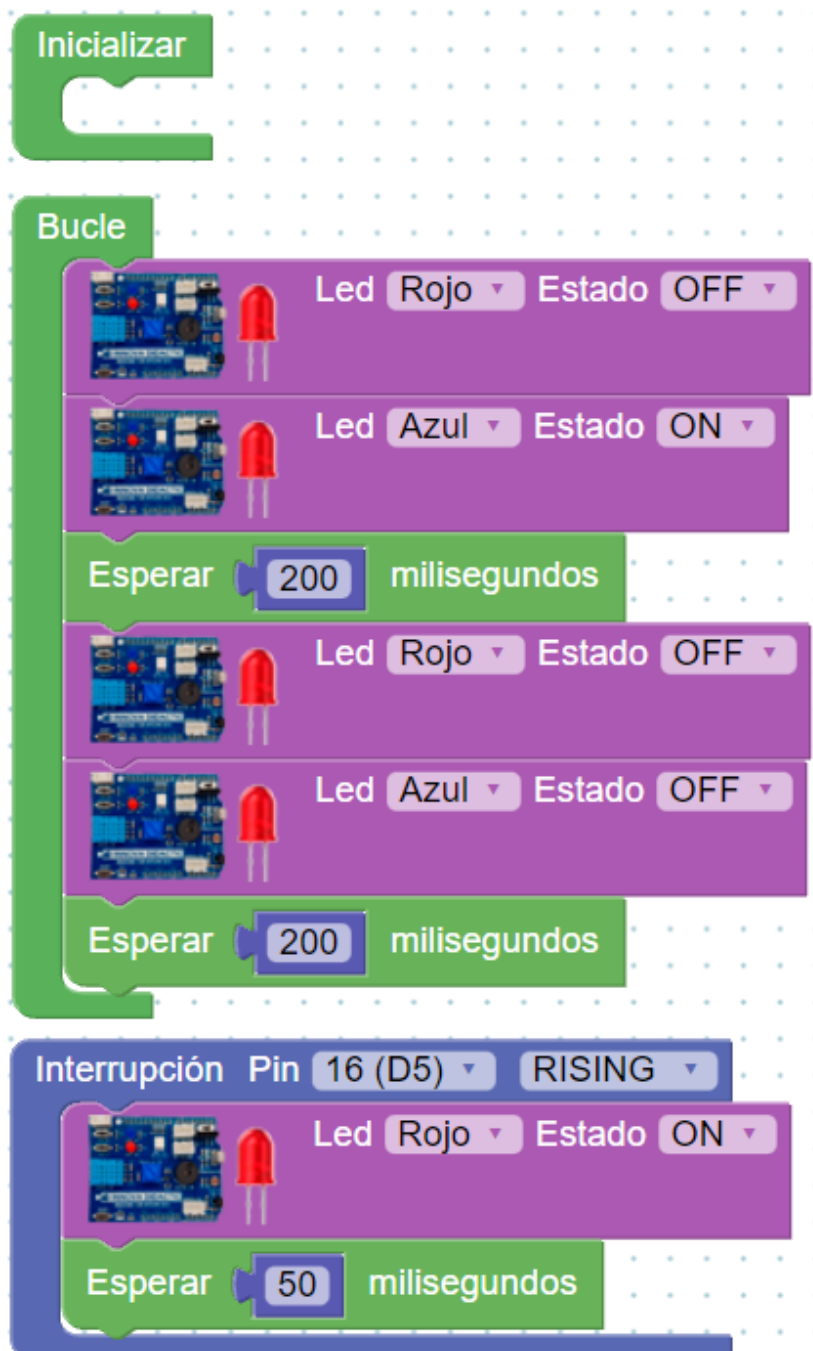 Inicializar
Bucle
Led Rojo Estado OFF
Led Azul Estado ON
Esperar 200 milisegundos
Led Rojo Estado OFF
Led Azul Estado OFF
Esperar 200 milisegundos
Interrupción Pin 16 (D5) RISING
Led Rojo Estado ON
Esperar 50 milisegundos